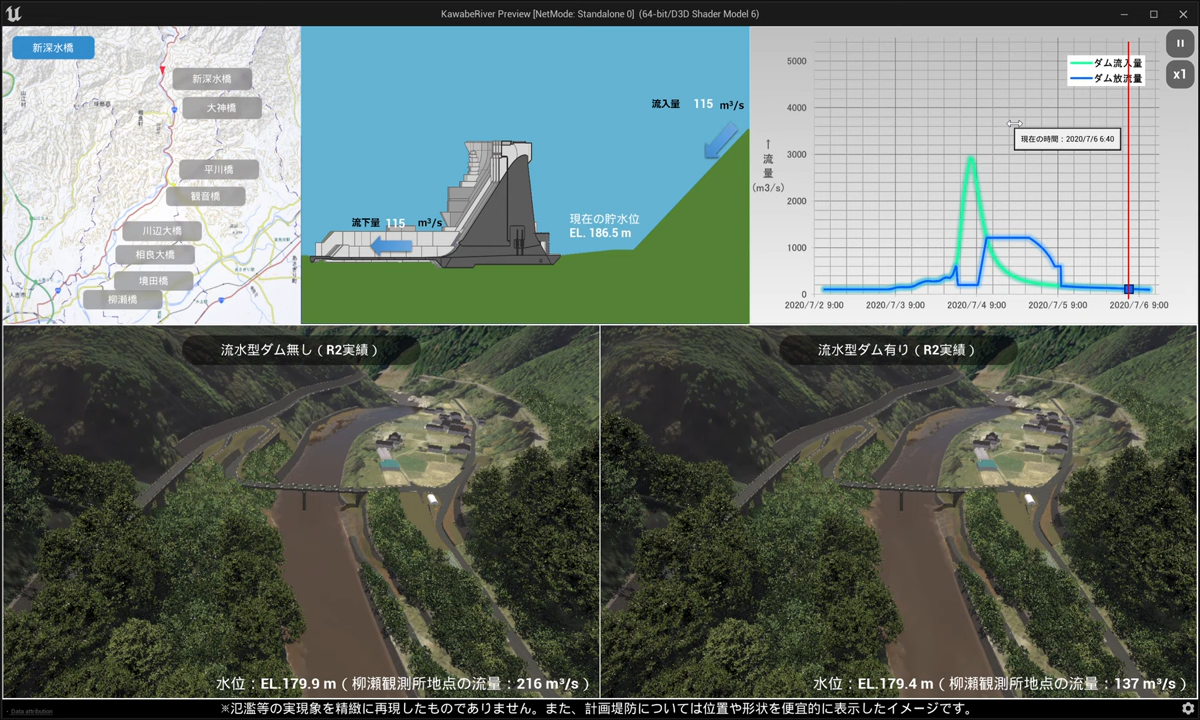 KawabeRiver Preview [NetMode: Standalone 0] (64-bit/D3D Shader Model 6)
新深水橋
新深水橋
大神橋
平川橋
観音橋
川辺大橋
相良大橋
境田橋
柳瀬橋
流入量 115 m³/s
流下量 115 m³/s
現在の貯水位
EL. 186.5 m
x1
ダム流入量
ダム放流量
現在の時間：2020/7/6 6:40
↑流量(m3/s)
5000
4000
3000
2000
1000
0
2020/7/2 9:00 2020/7/3 9:00 2020/7/4 9:00 2020/7/5 9:00 2020/7/6 9:00
流水型ダム無し（R2実績）
流水型ダム有り（R2実績）
水位：EL.179.9 m（柳瀬観測所地点の流量：216 m³/s）
水位：EL.179.4 m（柳瀬観測所地点の流量：137 m³/s）
Data attribution
※氾濫等の実現象を精緻に再現したものでありません。また、計画堤防については位置や形状を便宜的に表示したイメージです。